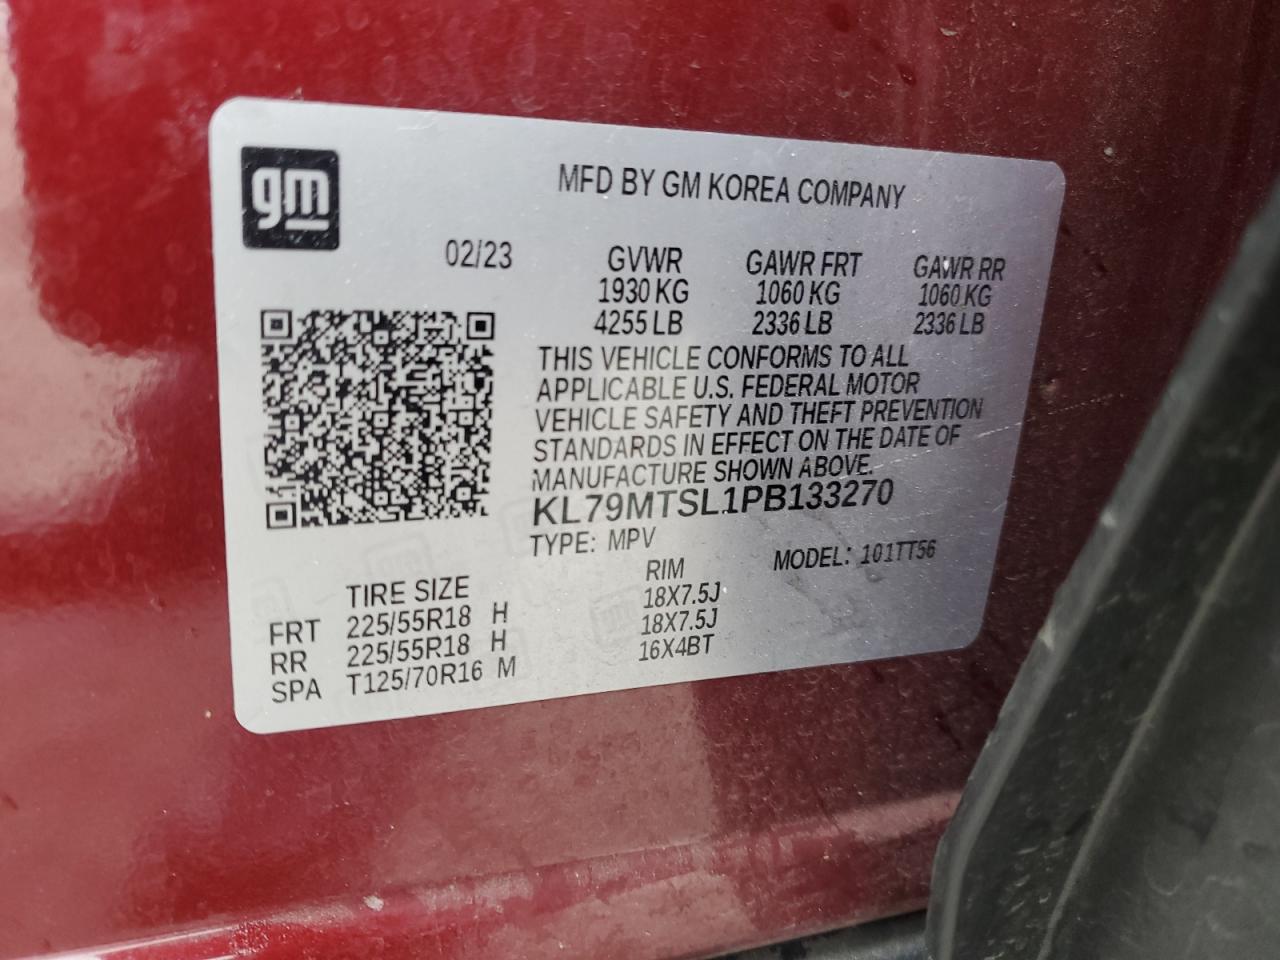 gm
MFD BY GM KOREA COMPANY
02/23 GVWR GAWR FRT GAWR RR
1930 KG 1060 KG 1060 KG
4255 LB 2336 LB 2336 LB
THIS VEHICLE CONFORMS TO ALL
APPLICABLE U.S. FEDERAL MOTOR
VEHICLE SAFETY AND THEFT PREVENTION
STANDARDS IN EFFECT ON THE DATE OF
MANUFACTURE SHOWN ABOVE.
KL79MTSL1PB133270
TYPE: MPV MODEL: 101TT56
TIRE SIZE RIM
FRT 225/55R18 H 18X7.5J
RR 225/55R18 H 18X7.5J
SPA T125/70R16 M 16X4BT